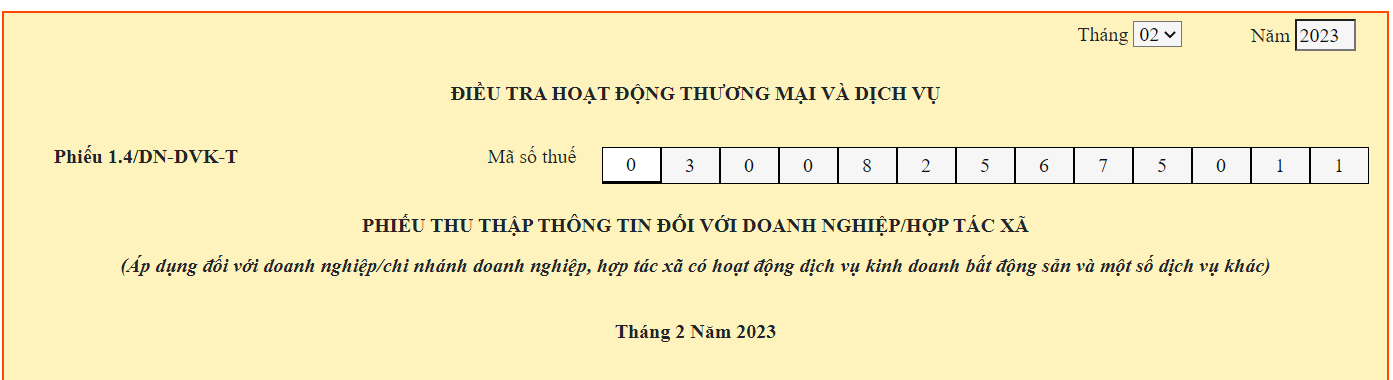 Tháng 02 Năm 2023
ĐIỀU TRA HOẠT ĐỘNG THƯƠNG MẠI VÀ DỊCH VỤ
Phiếu 1.4/DN-DVK-T Mã số thuế 0 3 0 0 8 2 5 6 7 5 0 1 1
PHIẾU THU THẬP THÔNG TIN ĐỐI VỚI DOANH NGHIỆP/HỢP TÁC XÃ
(Áp dụng đối với doanh nghiệp/chi nhánh doanh nghiệp, hợp tác xã có hoạt động dịch vụ kinh doanh bất động sản và một số dịch vụ khác)
Tháng 2 Năm 2023